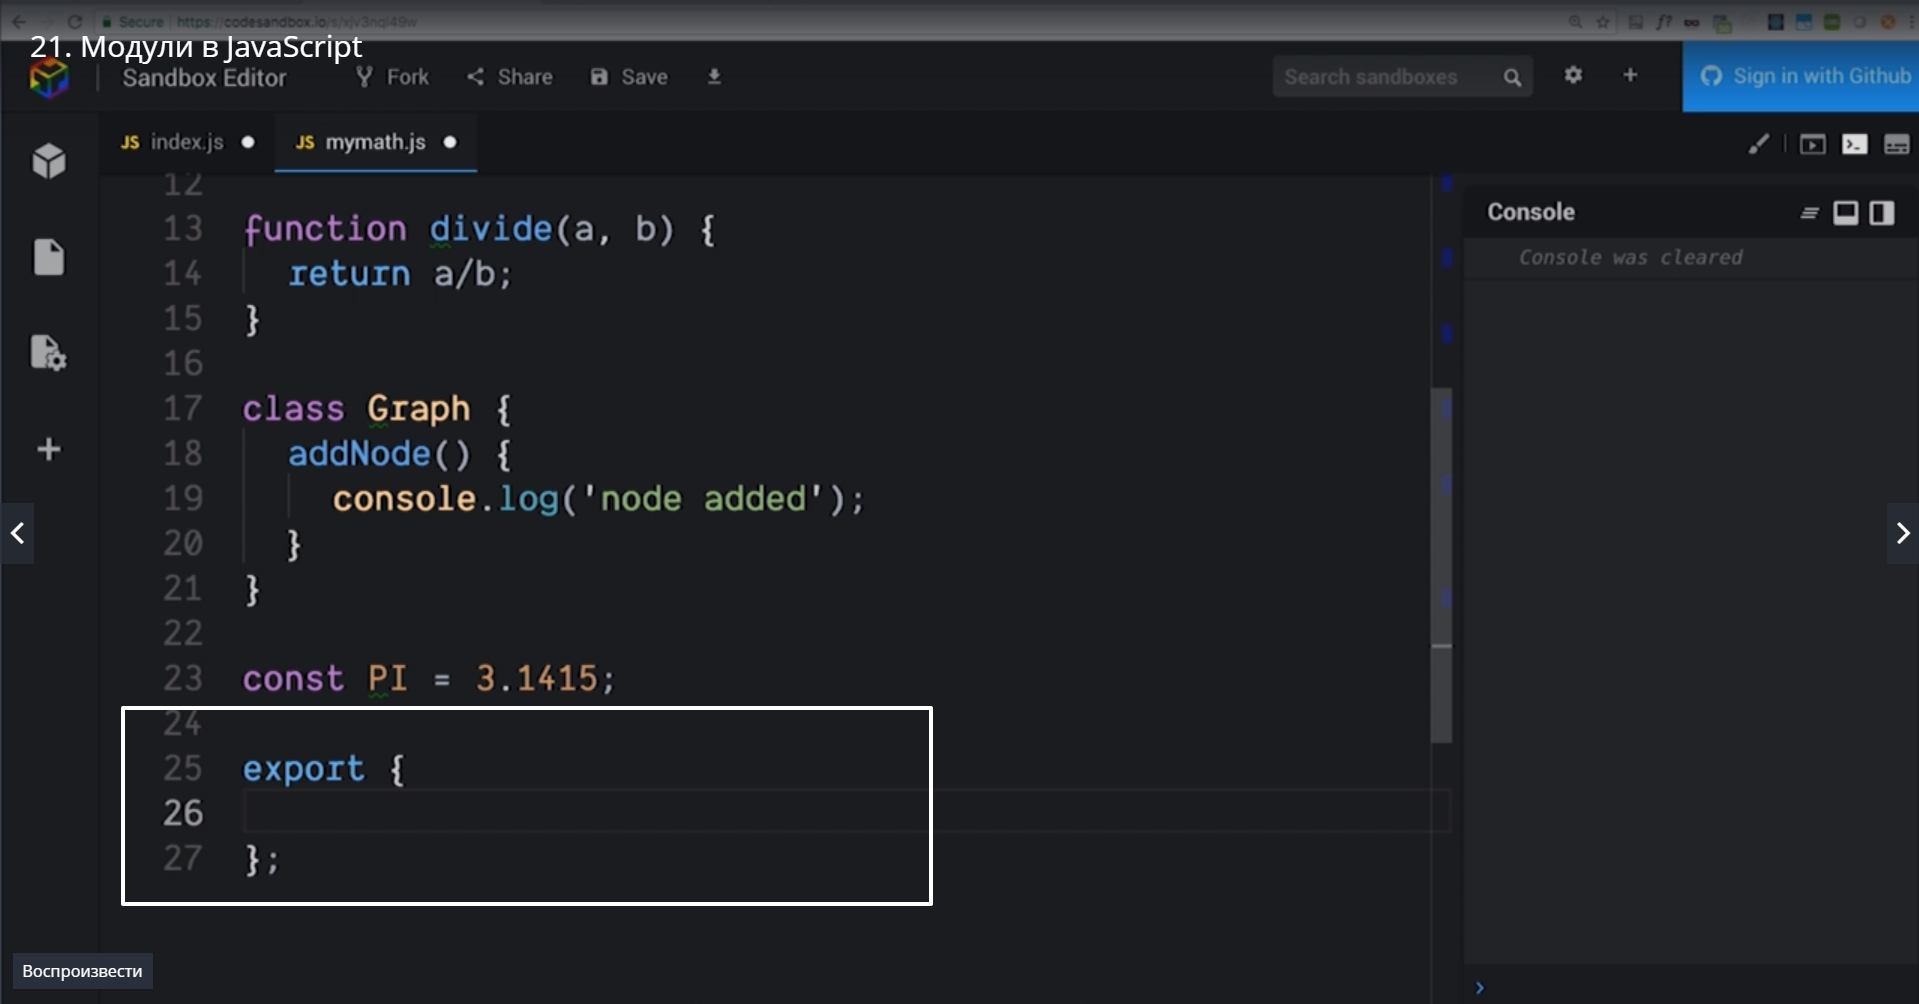 Secure https://codesandbox.io/s/xjv3nql49w
21. Модули в JavaScript
Sandbox Editor Fork Share Save Search sandboxes Sign in with Github
JS index.js JS mymath.js
12
13 function divide(a, b) {
14 return a/b;
15 }
16
17 class Graph {
18 addNode() {
19 console.log('node added');
20 }
21 }
22
23 const PI = 3.1415;
24
25 export {
26
27 };
Console
Console was cleared
Воспроизвести